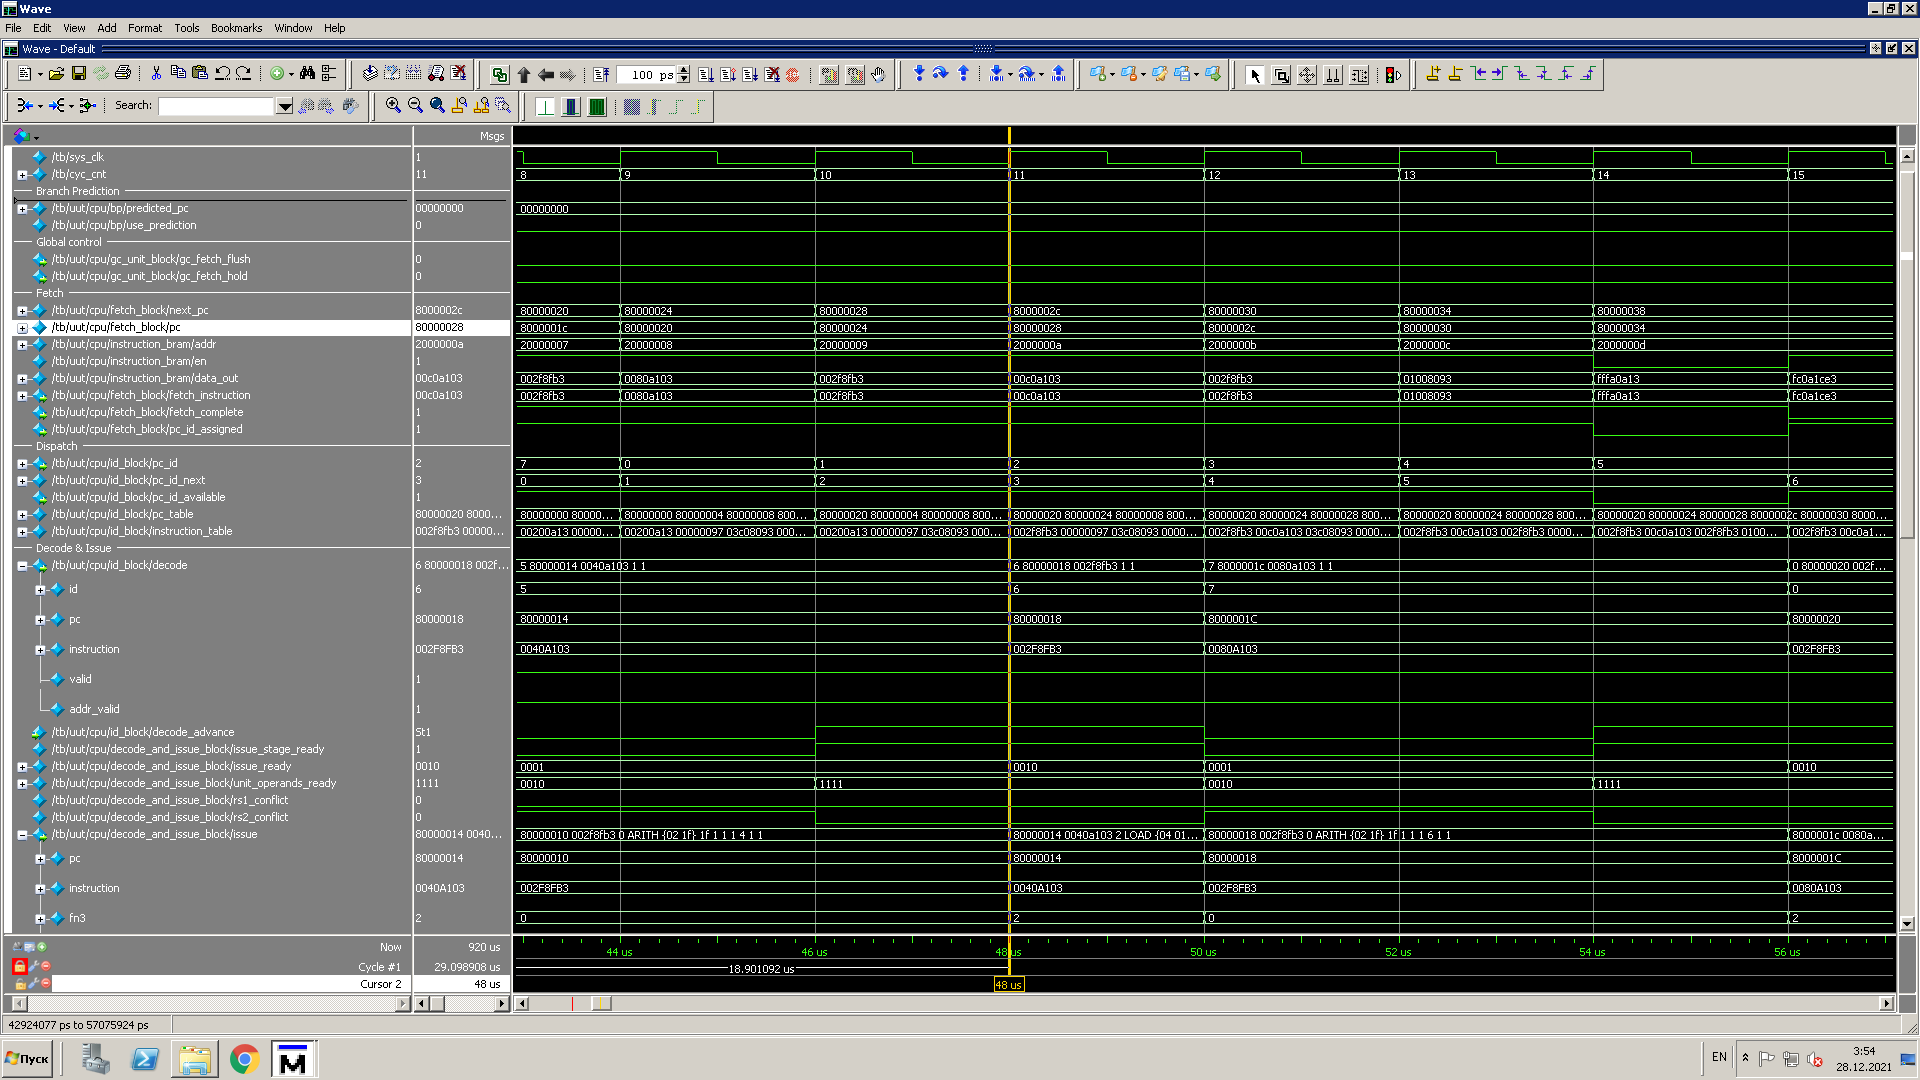 Wave
File Edit View Add Format Tools Bookmarks Window Help
Wave - Default
100 ps
Search:
Msgs
/tb/sys_clk 1
/tb/cyc_cnt 11 8 9 10 11 12 13 14 15
Branch Prediction
/tb/uut/cpu/bp/predicted_pc 00000000 00000000
/tb/uut/cpu/bp/use_prediction 0
Global control
/tb/uut/cpu/gc_unit_block/gc_fetch_flush 0
/tb/uut/cpu/gc_unit_block/gc_fetch_hold 0
Fetch
/tb/uut/cpu/fetch_block/next_pc 8000002c 80000020 80000024 80000028 8000002c 80000030 80000034 80000038
/tb/uut/cpu/fetch_block/pc 80000028 8000001c 80000020 80000024 80000028 8000002c 80000030 80000034
/tb/uut/cpu/instruction_bram/addr 2000000a 20000007 20000008 20000009 2000000a 2000000b 2000000c 2000000d
/tb/uut/cpu/instruction_bram/en 1
/tb/uut/cpu/instruction_bram/data_out 00c0a103 002f8fb3 0080a103 002f8fb3 00c0a103 002f8fb3 01008093 fffa0a13 fc0a1ce3
/tb/uut/cpu/fetch_block/fetch_instruction 00c0a103 002f8fb3 0080a103 002f8fb3 00c0a103 002f8fb3 01008093 fffa0a13 fc0a1ce3
/tb/uut/cpu/fetch_block/fetch_complete 1
/tb/uut/cpu/fetch_block/pc_id_assigned 1
Dispatch
/tb/uut/cpu/id_block/pc_id 2 7 0 1 2 3 4 5
/tb/uut/cpu/id_block/pc_id_next 3 0 1 2 3 4 5 6
/tb/uut/cpu/id_block/pc_id_available 1
/tb/uut/cpu/id_block/pc_table 80000020 8000... 80000000 80000... 80000000 80000004 80000008 800... 80000020 80000004 80000008 800... 80000020 80000024 80000008 800... 80000020 80000024 80000028 800... 80000020 80000024 80000028 800... 80000020 80000024 80000028 8000002c 80000030 8000...
/tb/uut/cpu/id_block/instruction_table 002f8fb3 00000... 00200a13 00000... 00200a13 00000097 03c08093 000... 00200a13 00000097 03c08093 000... 002f8fb3 00000097 03c08093 000... 002f8fb3 00c0a103 03c08093 000... 002f8fb3 00c0a103 002f8fb3 0000... 002f8fb3 00c0a103 002f8fb3 0100... 002f8fb3 00c0a1...
Decode & Issue
/tb/uut/cpu/id_block/decode 6 80000018 002f... 5 80000014 0040a103 1 1 6 80000018 002f8fb3 1 1 7 8000001c 0080a103 1 1 0 80000020 002f...
id 6 5 6 7 0
pc 80000018 80000014 80000018 8000001C 80000020
instruction 002F8FB3 0040A103 002F8FB3 0080A103 002F8FB3
valid 1
addr_valid 1
/tb/uut/cpu/id_block/decode_advance St1
/tb/uut/cpu/decode_and_issue_block/issue_stage_ready 1
/tb/uut/cpu/decode_and_issue_block/issue_ready 0010 0001 0010 0001 0010
/tb/uut/cpu/decode_and_issue_block/unit_operands_ready 1111 0010 1111 0010 1111
/tb/uut/cpu/decode_and_issue_block/rs1_conflict 0
/tb/uut/cpu/decode_and_issue_block/rs2_conflict 0
/tb/uut/cpu/decode_and_issue_block/issue 80000014 0040... 80000010 002f8fb3 0 ARITH {02 1f} 1f 1 1 1 4 1 1 80000014 0040a103 2 LOAD {04 01... 80000018 002f8fb3 0 ARITH {02 1f} 1f 1 1 1 6 1 1 8000001c 0080a...
pc 80000014 80000010 80000014 80000018 8000001C
instruction 0040A103 002F8FB3 0040A103 002F8FB3 0080A103
fn3 2 0 2 0 2
Now 920 us 44 us 46 us 48 us 50 us 52 us 54 us 56 us
Cycle #1 29.098908 us 18.901092 us
Cursor 2 48 us 48 us
42924077 ps to 57075924 ps
Пуск EN 3:54
28.12.2021